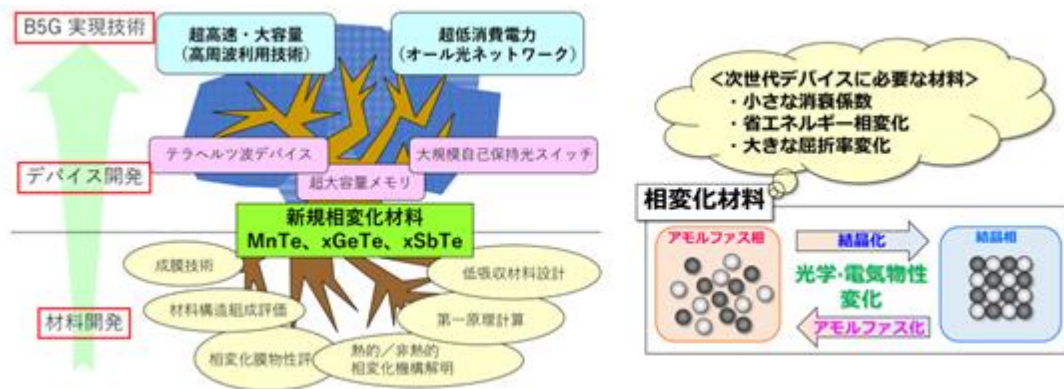 B5G 実現技術
超高速・大容量
(高周波利用技術)
超低消費電力
(オール光ネットワーク)
テラヘルツ波デバイス
大規模自己保持光スイッチ
デバイス開発
超大容量メモリ
新規相変化材料
MnTe、xGeTe、xSbTe
成膜技術
低吸収材料設計
材料構造組成評価
第一原理計算
材料開発
相変化膜物性評
熱的／非熱的
相変化機構解明
＜次世代デバイスに必要な材料＞
・小さな消衰係数
・省エネルギー相変化
・大きな屈折率変化
相変化材料
アモルファス相
結晶化
結晶相
光学･電気物性
変化
アモルファス化